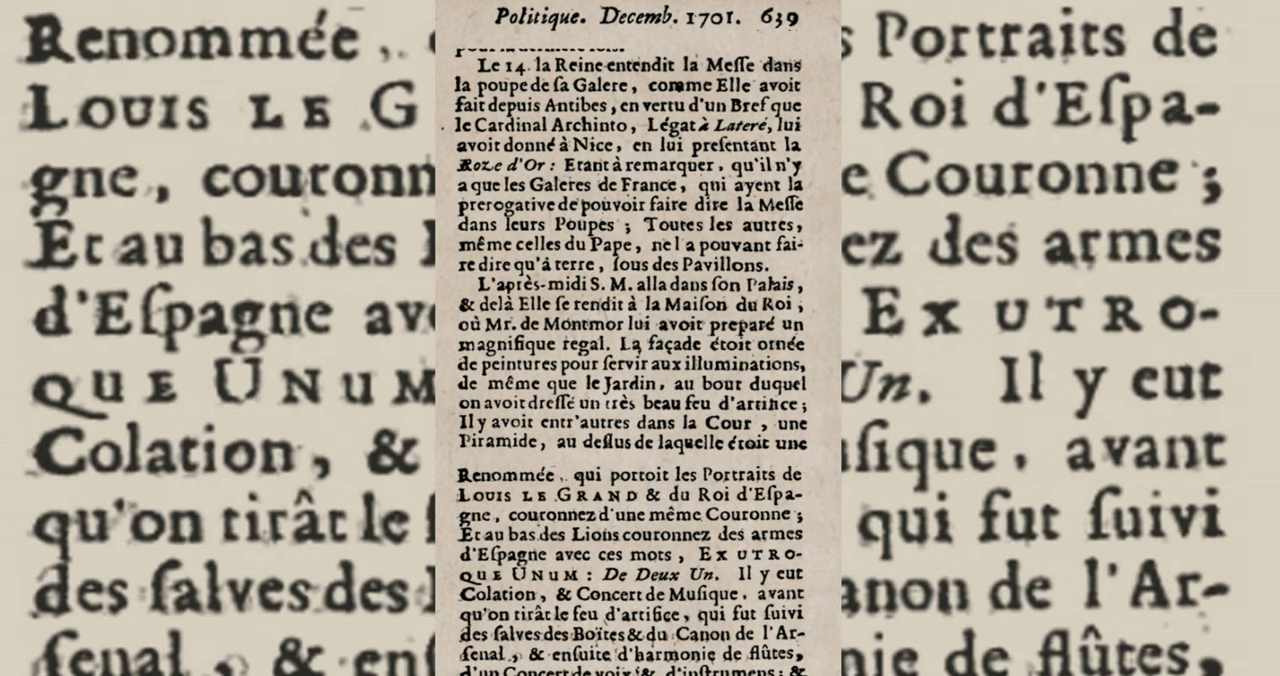 Politique. Decemb. 1701. 639
Le 14. la Reine entendit la Meſſe dans
la poupe de ſa Galere, comme Elle avoit
fait depuis Antibes, en vertu d'un Bref que
le Cardinal Archinto, Légat à Lateré, lui
avoit donné à Nice, en lui preſentant la
Roze d'Or: Etant à remarquer, qu'il n'y
a que les Galeres de France, qui ayent la
prerogative de pouvoir faire dire la Meſſe
dans leurs Poupes; Toutes les autres,
même celles du Pape, ne l'a pouvant fai-
re dire qu'à terre, ſous des Pavillons.
L'après-midi S. M. alla dans ſon Palais,
& delà Elle ſe rendit à la Maiſon du Roi,
où Mr. de Montmor lui avoit preparé un
magnifique regal. La façade étoit ornée
de peintures pour ſervir aux illuminations,
de même que le Jardin, au bout duquel
on avoit dreſſé un très beau feu d'artifice;
Il y avoit entr'autres dans la Cour, une
Piramide, au deſſus de laquelle étoit une
Renommée, qui portoit les Portraits de
LOUIS LE GRAND & du Roi d'Eſpa-
gne, couronnez d'une même Couronne;
Et au bas des Lions couronnez des armes
d'Eſpagne avec ces mots, EX UTRO-
QUE UNUM: De Deux Un. Il y eut
Colation, & Concert de Muſique, avant
qu'on tirât le feu d'artifice, qui fut ſuivi
des ſalves des Boites & du Canon de l'Ar-
ſenal, & enſuite d'harmonie de flûtes,
d'un Concert de voix & d'inſtrumens; &